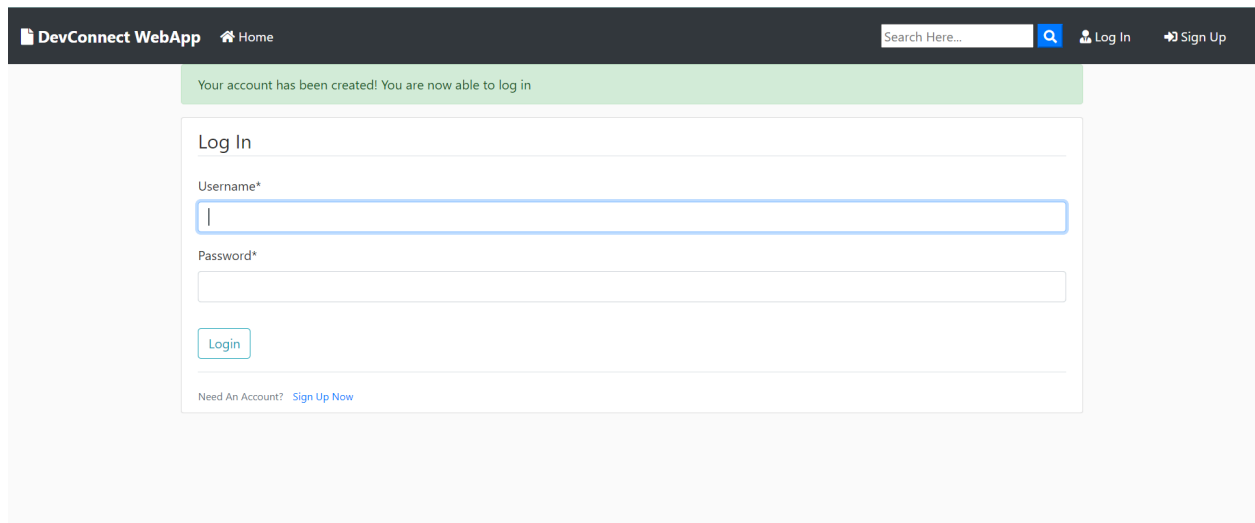 DevConnect WebApp Home Search Here... Log In Sign Up
Your account has been created! You are now able to log in
Log In
Username*
Password*
Login
Need An Account? Sign Up Now